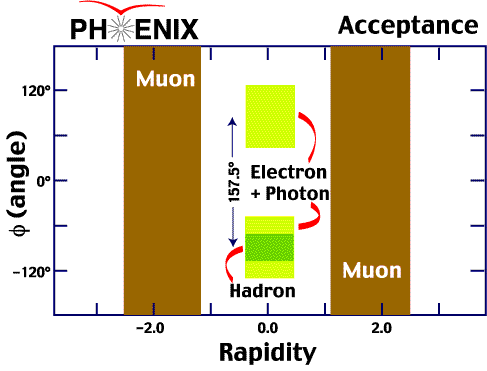 PHENIX
Acceptance
Muon
120°
157.5°
Electron
+ Photon
φ (angle)
0°
-120°
Muon
Hadron
-2.0
0.0
2.0
Rapidity